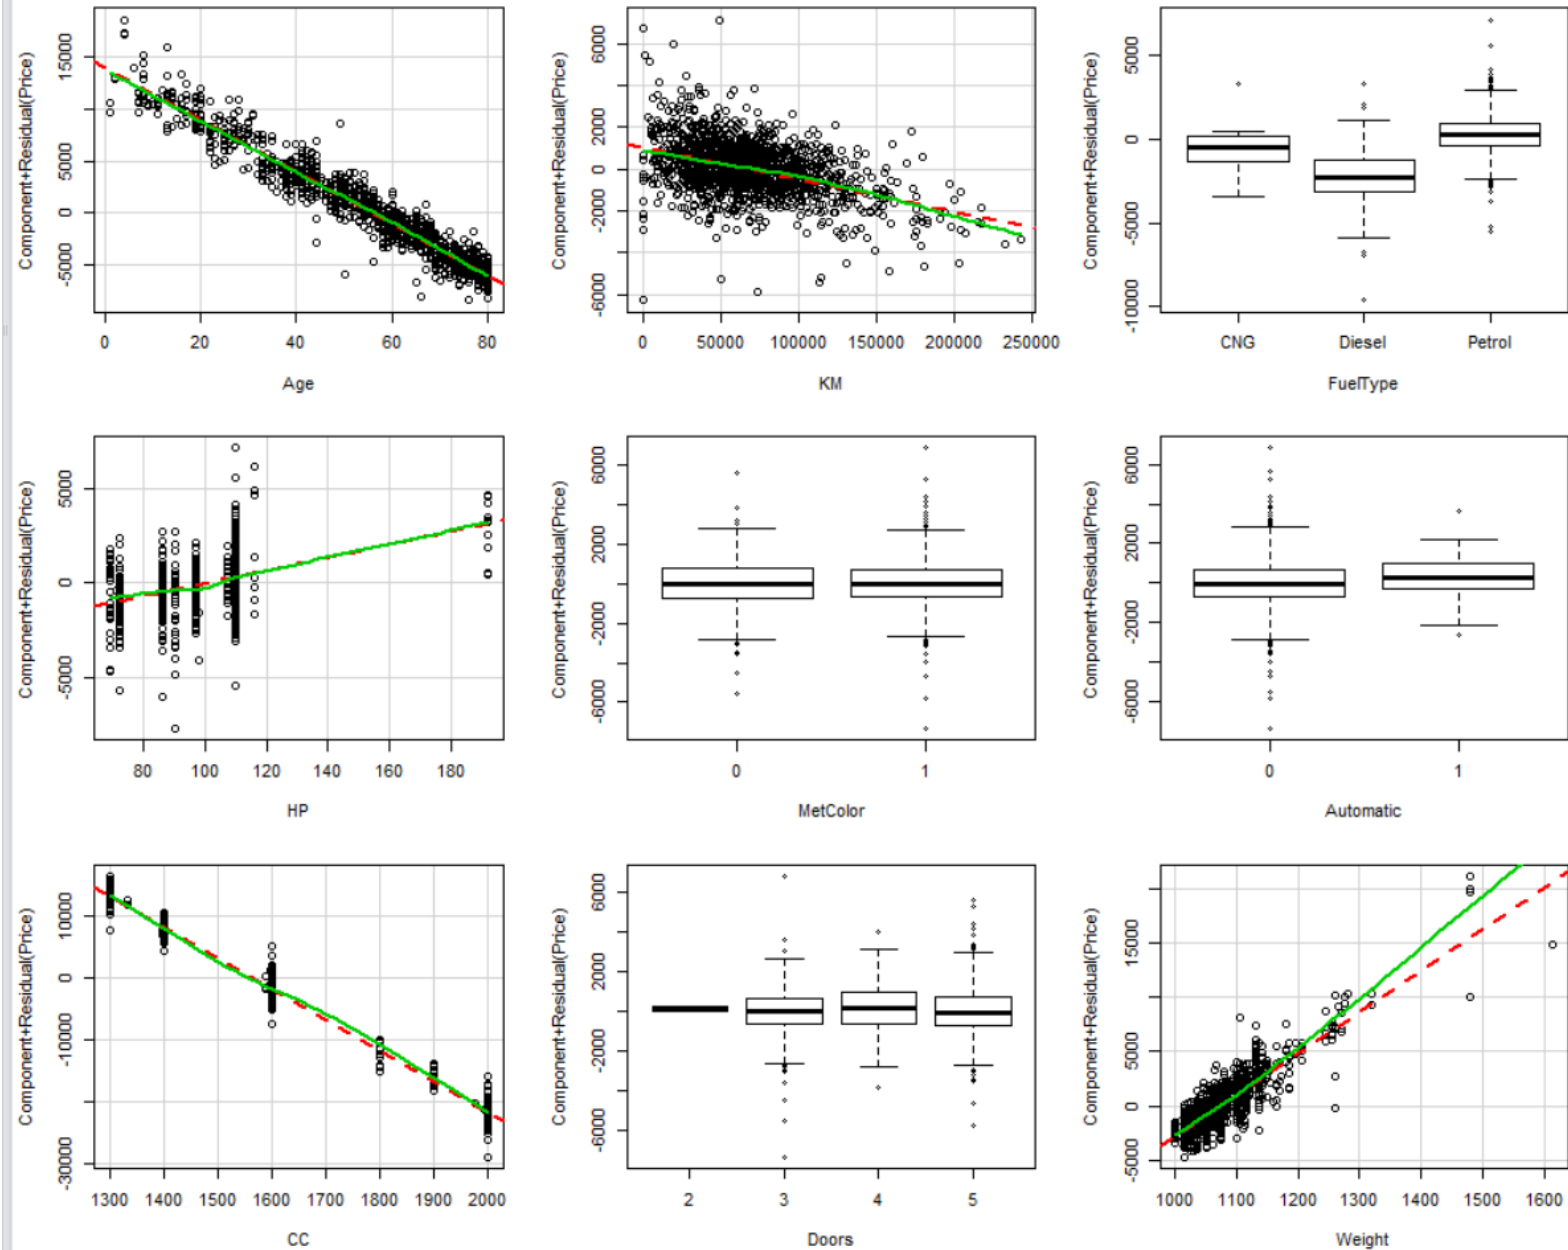 Component+Residual(Price)
15000
5000
0
-5000
0 20 40 60 80
Age
Component+Residual(Price)
6000
2000
0
-2000
-6000
0 50000 100000 150000 200000 250000
KM
Component+Residual(Price)
5000
0
-5000
-10000
CNG Diesel Petrol
FuelType
Component+Residual(Price)
5000
0
-5000
80 100 120 140 160 180
HP
Component+Residual(Price)
6000
2000
-2000
-6000
0 1
MetColor
Component+Residual(Price)
6000
2000
-2000
-6000
0 1
Automatic
Component+Residual(Price)
10000
0
-10000
-30000
1300 1400 1500 1600 1700 1800 1900 2000
CC
Component+Residual(Price)
6000
2000
-2000
-6000
2 3 4 5
Doors
Component+Residual(Price)
15000
5000
0
-5000
1000 1100 1200 1300 1400 1500 1600
Weight